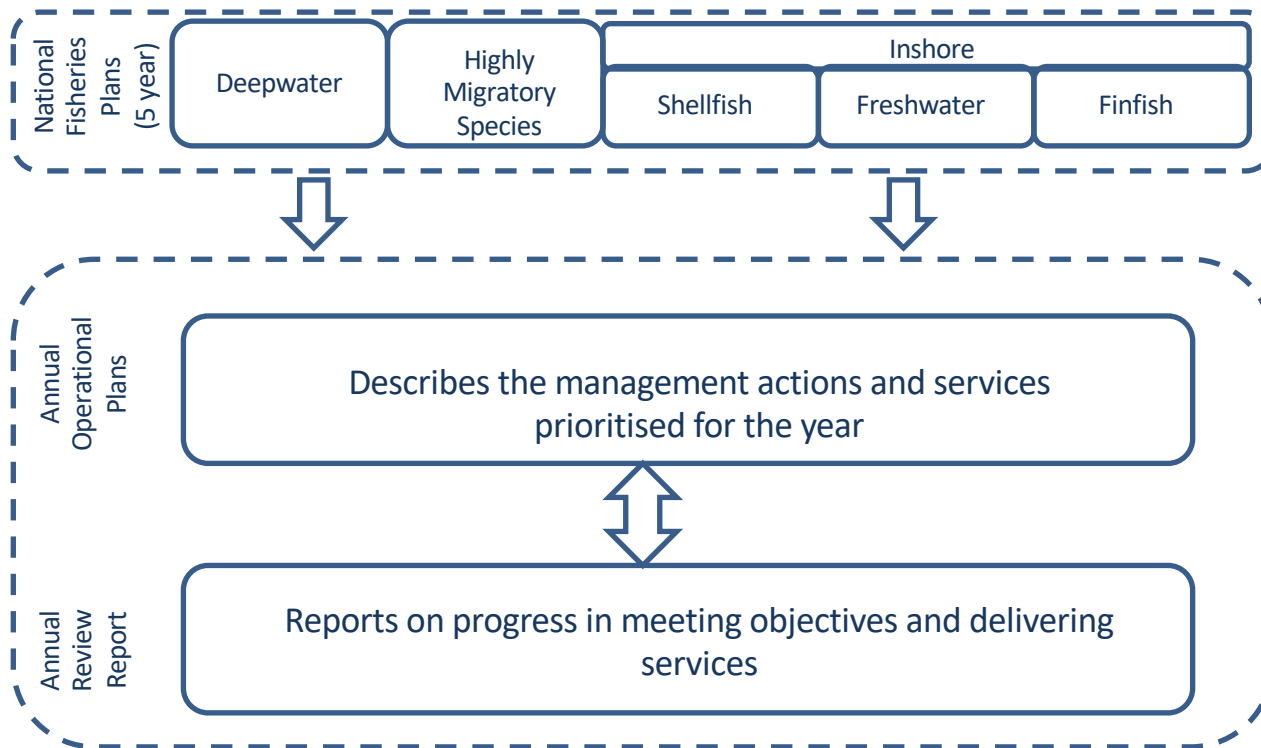 National
Fisheries
Plans
(5 year)
Deepwater
Highly
Migratory
Species
Inshore
Shellfish
Freshwater
Finfish
Annual
Operational
Plans
Describes the management actions and services
prioritised for the year
Annual
Review
Report
Reports on progress in meeting objectives and delivering
services